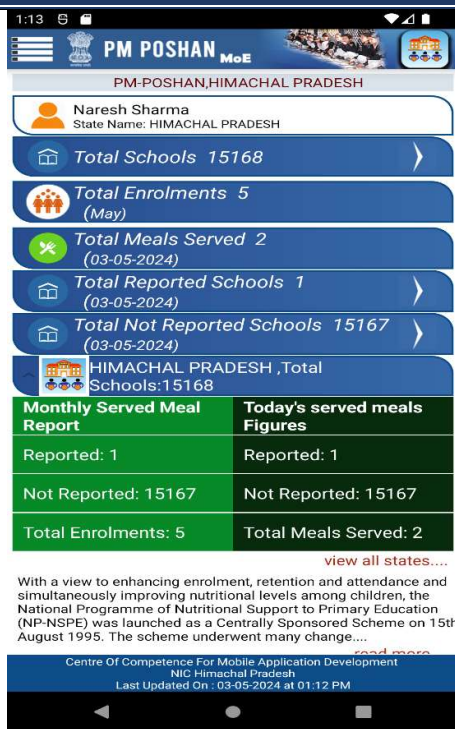 1:13
PM POSHAN MoE
PM-POSHAN,HIMACHAL PRADESH
Naresh Sharma
State Name: HIMACHAL PRADESH
Total Schools 15168
Total Enrolments 5
(May)
Total Meals Served 2
(03-05-2024)
Total Reported Schools 1
(03-05-2024)
Total Not Reported Schools 15167
(03-05-2024)
HIMACHAL PRADESH ,Total
Schools:15168
Monthly Served Meal
Report
Today's served meals
Figures
Reported: 1
Reported: 1
Not Reported: 15167
Not Reported: 15167
Total Enrolments: 5
Total Meals Served: 2
view all states....
With a view to enhancing enrolment, retention and attendance and
simultaneously improving nutritional levels among children, the
National Programme of Nutritional Support to Primary Education
(NP-NSPE) was launched as a Centrally Sponsored Scheme on 15th
August 1995. The scheme underwent many change....
read more
Centre Of Competence For Mobile Application Development
NIC Himachal Pradesh
Last Updated On : 03-05-2024 at 01:12 PM